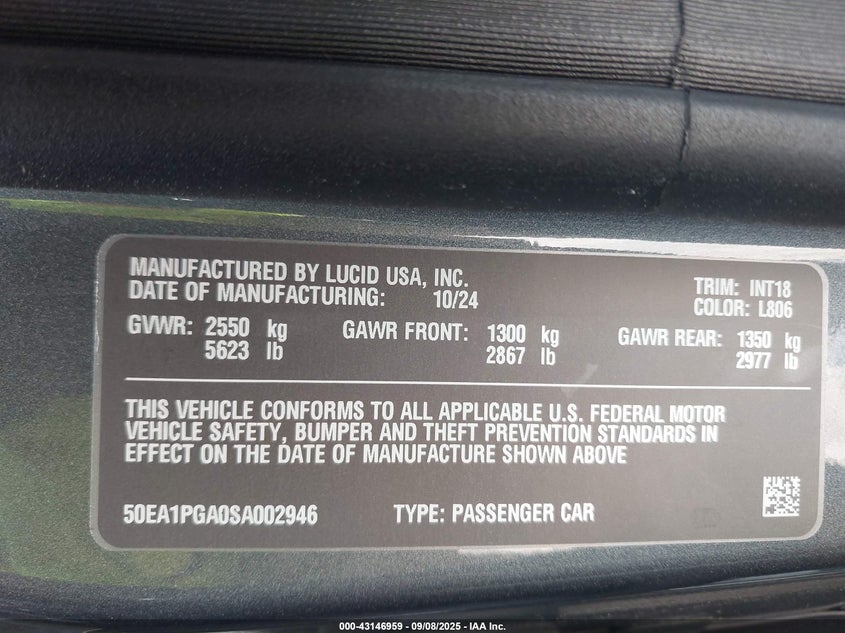 MANUFACTURED BY LUCID USA, INC.
DATE OF MANUFACTURING: 10/24
TRIM: INT18
COLOR: L806
GVWR: 2550 kg GAWR FRONT: 1300 kg GAWR REAR: 1350 kg
5623 lb 2867 lb 2977 lb
THIS VEHICLE CONFORMS TO ALL APPLICABLE U.S. FEDERAL MOTOR
VEHICLE SAFETY, BUMPER AND THEFT PREVENTION STANDARDS IN
EFFECT ON THE DATE OF MANUFACTURE SHOWN ABOVE
50EA1PGA0SA002946 TYPE: PASSENGER CAR
000-43146959 - 09/08/2025 - IAA Inc.